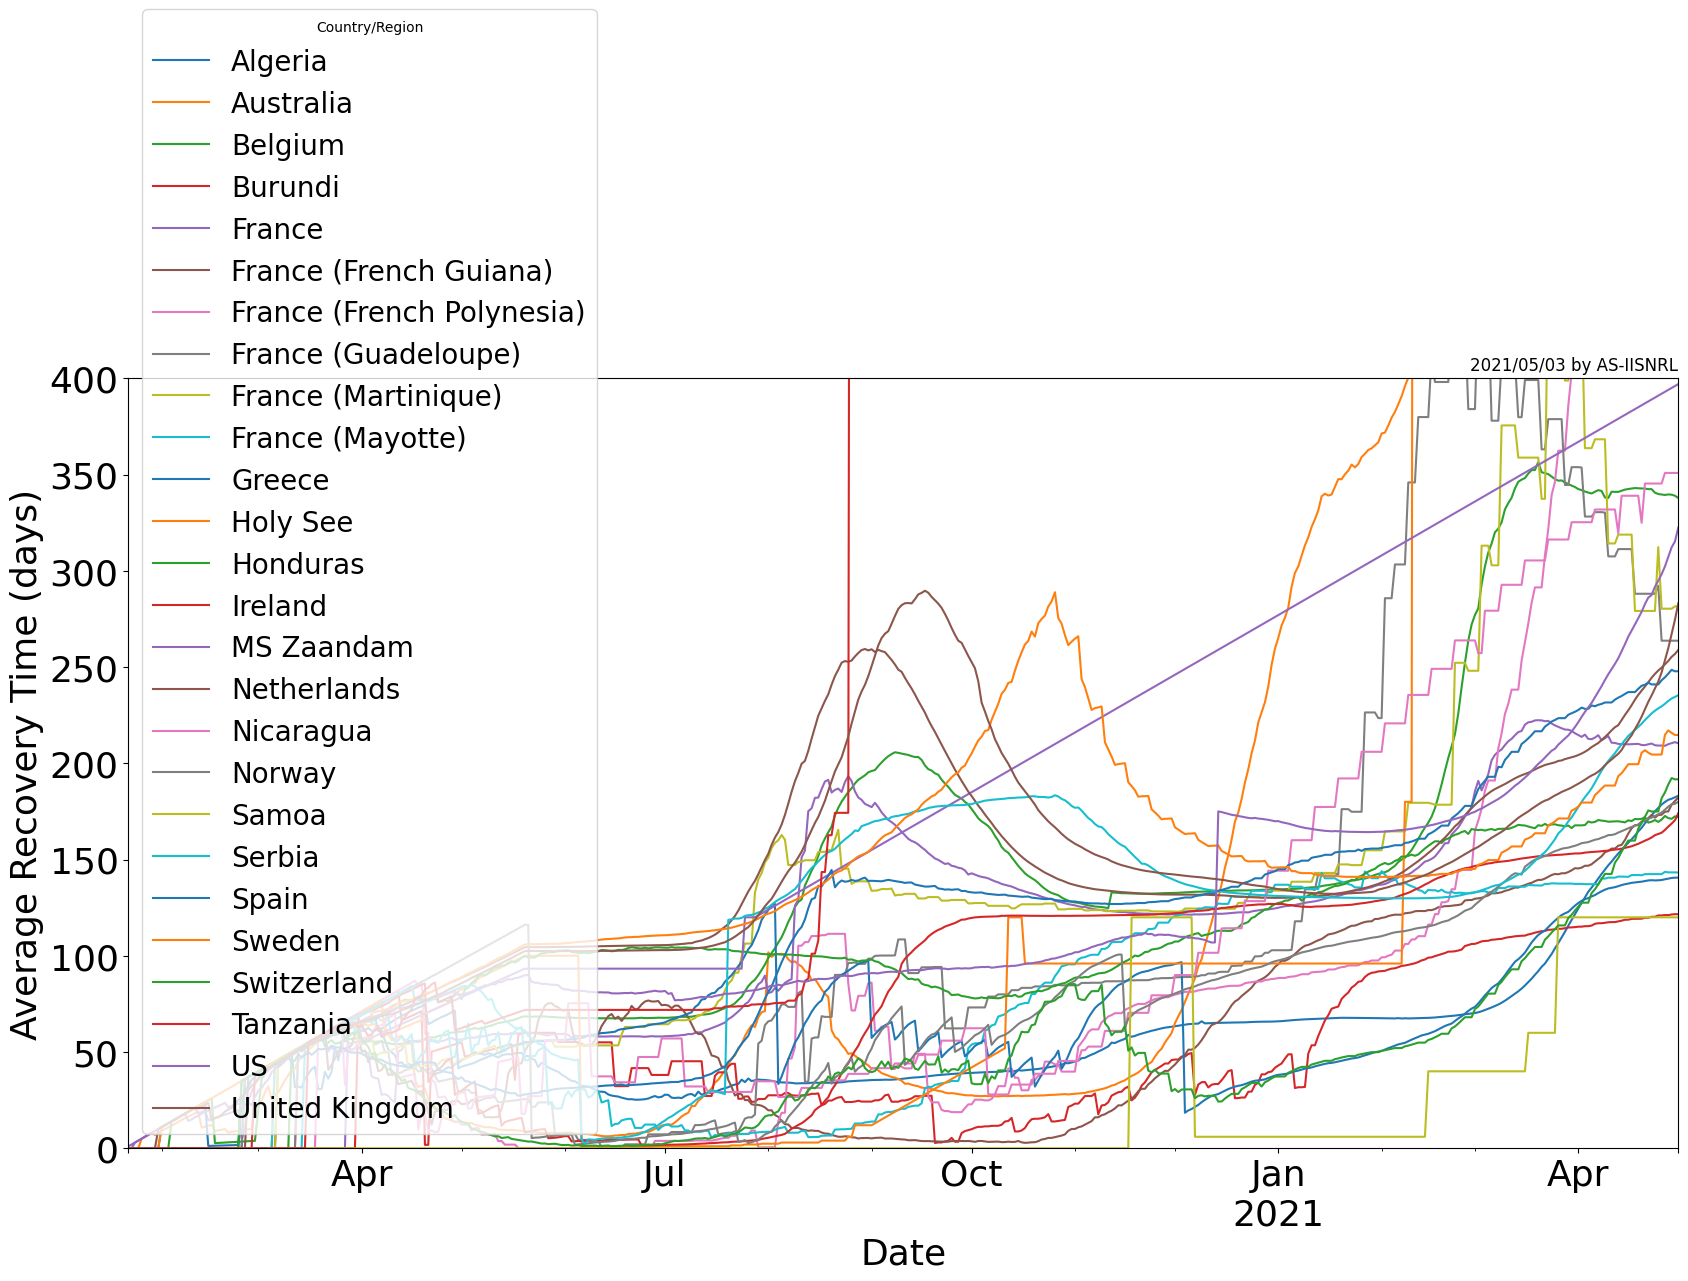 Country/Region
Algeria
Australia
Belgium
Burundi
France
France (French Guiana)
France (French Polynesia)
France (Guadeloupe)
France (Martinique)
France (Mayotte)
Greece
Holy See
Honduras
Ireland
MS Zaandam
Netherlands
Nicaragua
Norway
Samoa
Serbia
Spain
Sweden
Switzerland
Tanzania
US
United Kingdom
2021/05/03 by AS-IISNRL
400
350
300
250
200
150
100
50
0
Average Recovery Time (days)
Apr
Jul
Oct
Jan
2021
Apr
Date